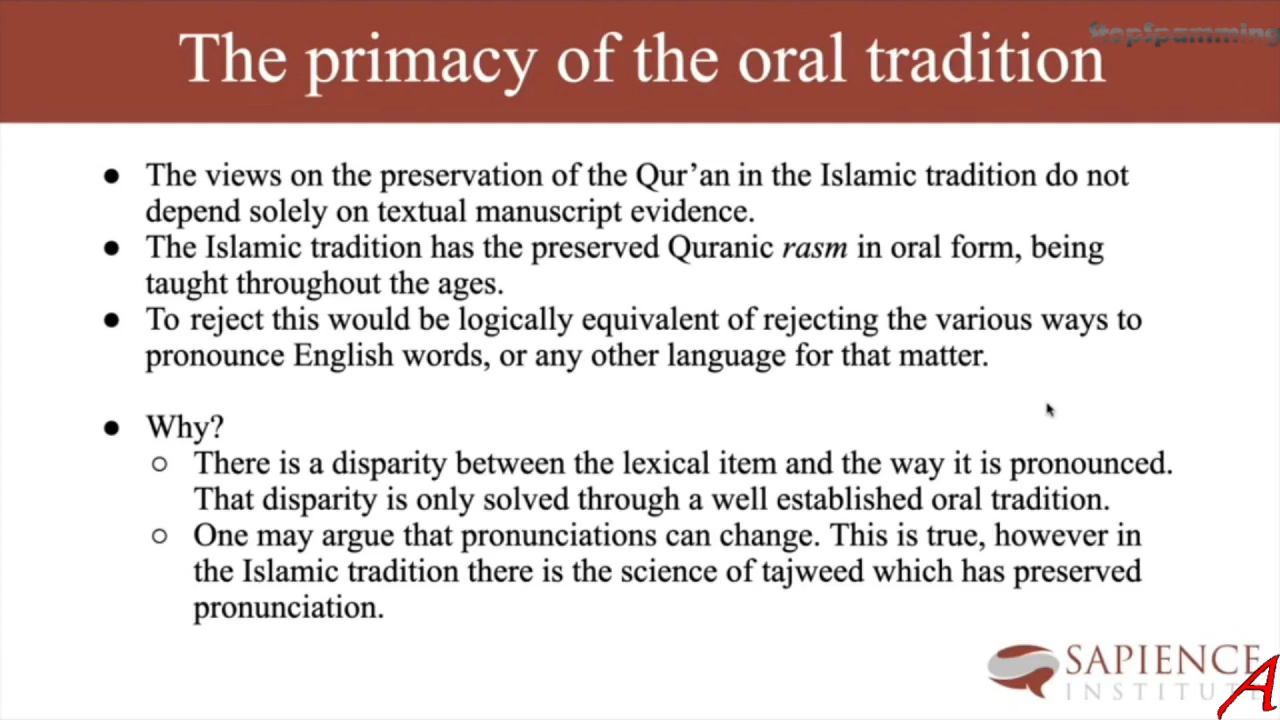 The primacy of the oral tradition
StopSpamming
● The views on the preservation of the Qur’an in the Islamic tradition do not
depend solely on textual manuscript evidence.
● The Islamic tradition has the preserved Quranic rasm in oral form, being
taught throughout the ages.
● To reject this would be logically equivalent of rejecting the various ways to
pronounce English words, or any other language for that matter.
● Why?
○ There is a disparity between the lexical item and the way it is pronounced.
That disparity is only solved through a well established oral tradition.
○ One may argue that pronunciations can change. This is true, however in
the Islamic tradition there is the science of tajweed which has preserved
pronunciation.
SAPIENCE
INSTITUTE
A